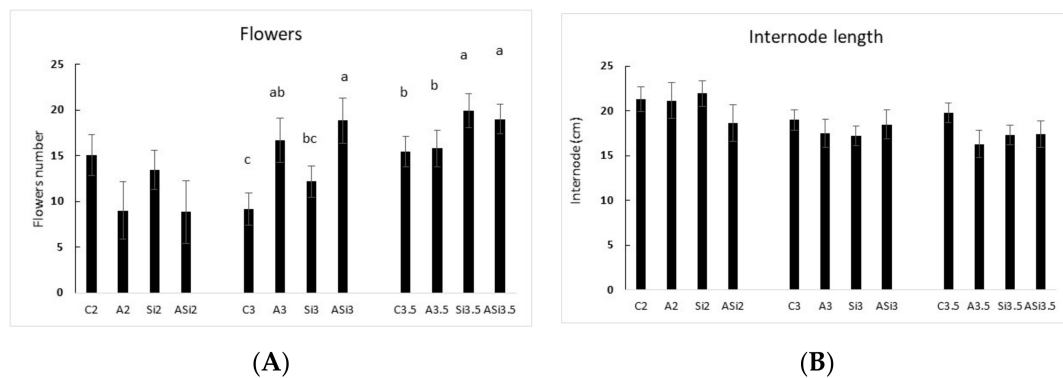 Flowers
Flowers number
25
20
15
10
5
0
c
ab
bc
a
b
b
a
a
C2 A2 Si2 ASi2 C3 A3 Si3 ASi3 C3.5 A3.5 Si3.5 ASi3.5
(A)
Internode length
Internode (cm)
25
20
15
10
5
0
C2 A2 Si2 ASi2 C3 A3 Si3 ASi3 C3.5 A3.5 Si3.5 ASi3.5
(B)